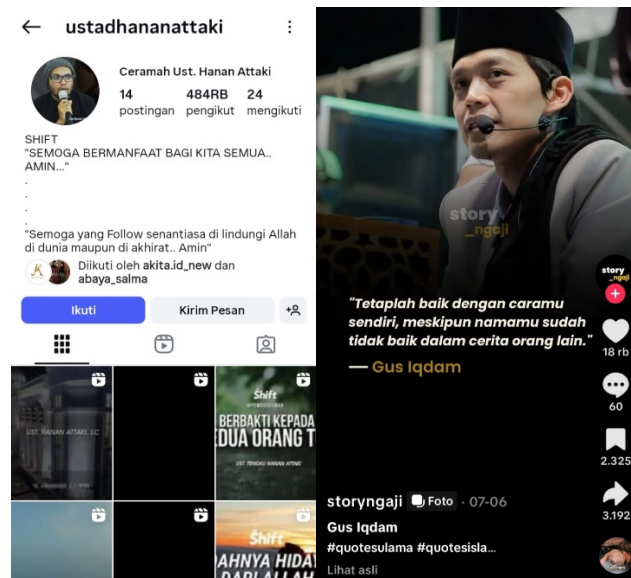 ustadhananattaki
Ceramah Ust. Hanan Attaki
14 484RB 24
postingan pengikut mengikuti
SHIFT
"SEMOGA BERMANFAAT BAGI KITA SEMUA..
AMIN..."
.
.
.
.
"Semoga yang Follow senantiasa di lindungi Allah
di dunia maupun di akhirat.. Amin"
Diikuti oleh akita.id_new dan
abaya_salma
Ikuti
Kirim Pesan
UST. HANAN ATTAKI, LC
Shift
BERBAKTI KEPADA
EDUA ORANG T
UST. TENGKU HANAN ATTAKI
Shift
AHNYA HIDA
DARI ALLAH
story
_ngaji
"Tetaplah baik dengan caramu
sendiri, meskipun namamu sudah
tidak baik dalam cerita orang lain."
— Gus Iqdam
story
_ngaji
18 rb
60
2.325
3.192
storyngaji Foto · 07-06
Gus Iqdam
#quotesulama #quotesisla...
Lihat asli